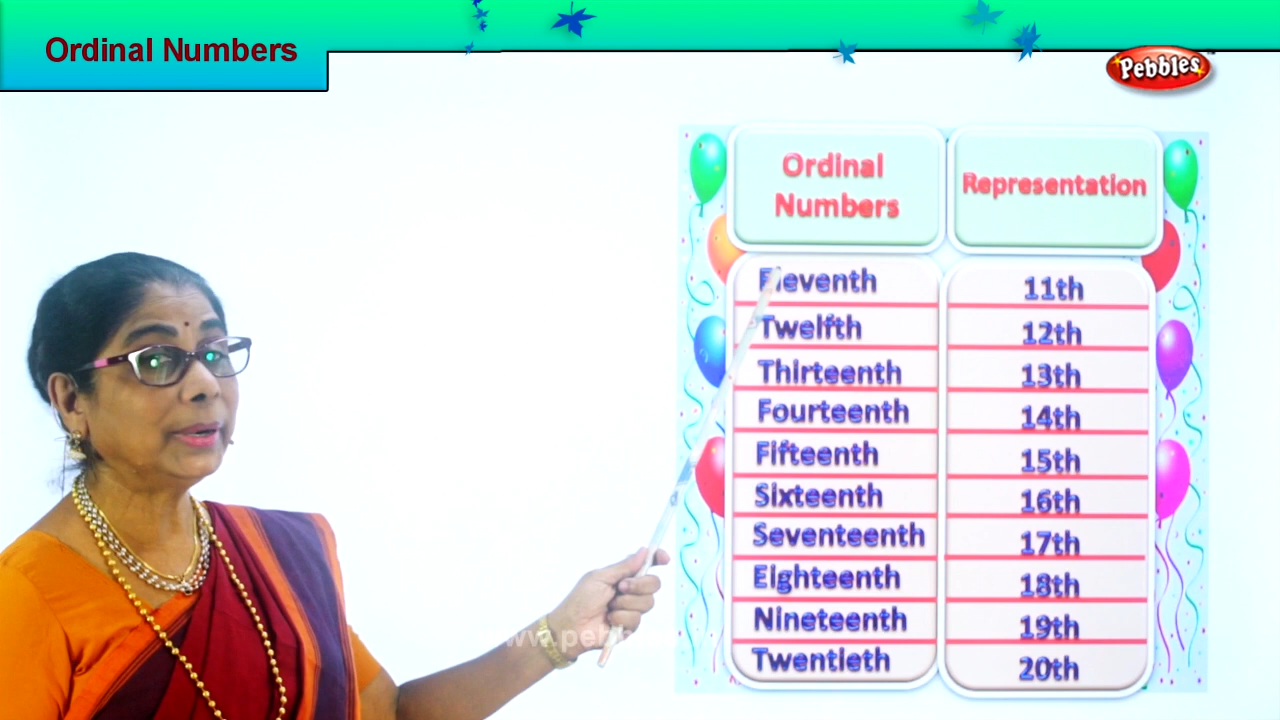 Ordinal Numbers
Pebbles
Ordinal
Numbers
Representation
Eleventh 11th
Twelfth 12th
Thirteenth 13th
Fourteenth 14th
Fifteenth 15th
Sixteenth 16th
Seventeenth 17th
Eighteenth 18th
Nineteenth 19th
Twentieth 20th